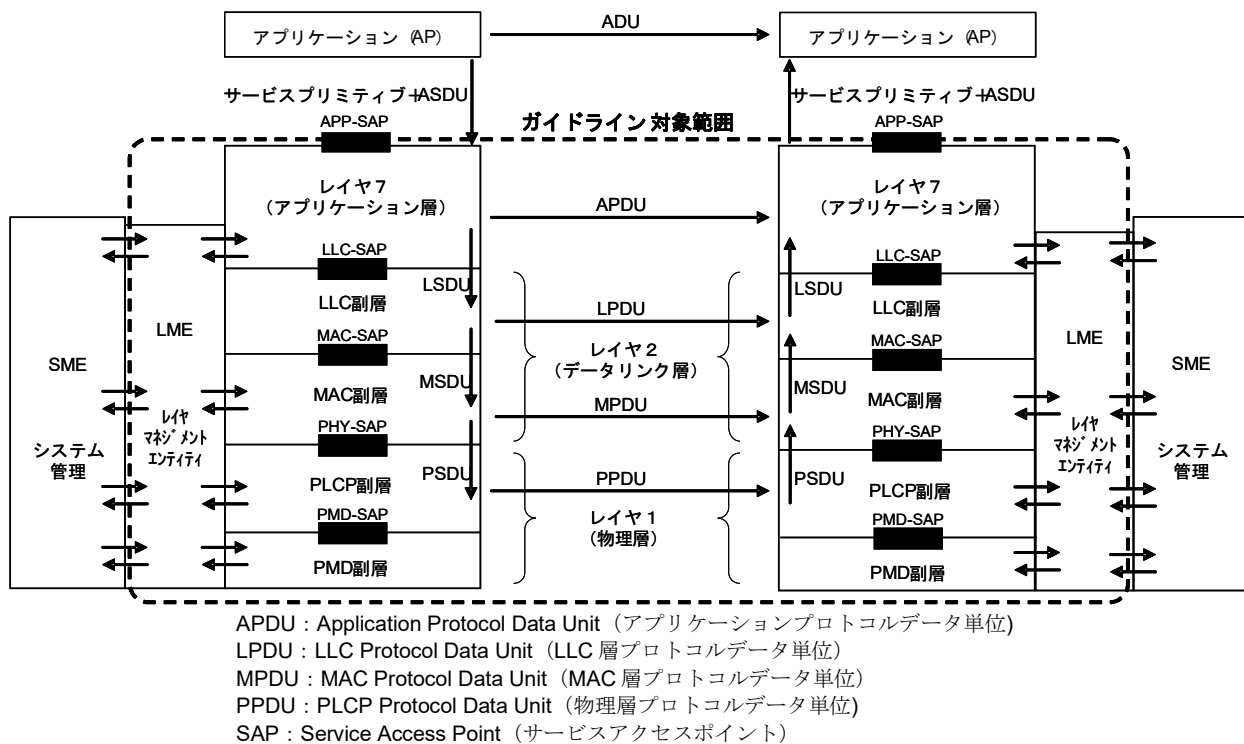 アプリケーション (AP)
ADU
アプリケーション (AP)
サービスプリミティブ+ASDU
サービスプリミティブ+ASDU
APP-SAP
ガイドライン 対象範囲
APP-SAP
レイヤ7
(アプリケーション層)
APDU
レイヤ7
(アプリケーション層)
LLC-SAP
LSDU
LLC副層
LPDU
LLC-SAP
LSDU
LLC副層
LME
SME
MAC-SAP
MSDU
MAC副層
レイヤ2
(データリンク層)
MPDU
MAC-SAP
MSDU
MAC副層
LME
SME
レイヤ
マネジメント
エンティティ
システム
管理
PHY-SAP
PSDU
PLCP副層
PPDU
PHY-SAP
PSDU
PLCP副層
レイヤ
マネジメント
エンティティ
システム
管理
PMD-SAP
PMD副層
レイヤ1
(物理層)
PMD-SAP
PMD副層
APDU：Application Protocol Data Unit（アプリケーションプロトコルデータ単位)
LPDU：LLC Protocol Data Unit（LLC 層プロトコルデータ単位）
MPDU：MAC Protocol Data Unit（MAC 層プロトコルデータ単位）
PPDU：PLCP Protocol Data Unit（物理層プロトコルデータ単位）
SAP：Service Access Point（サービスアクセスポイント）